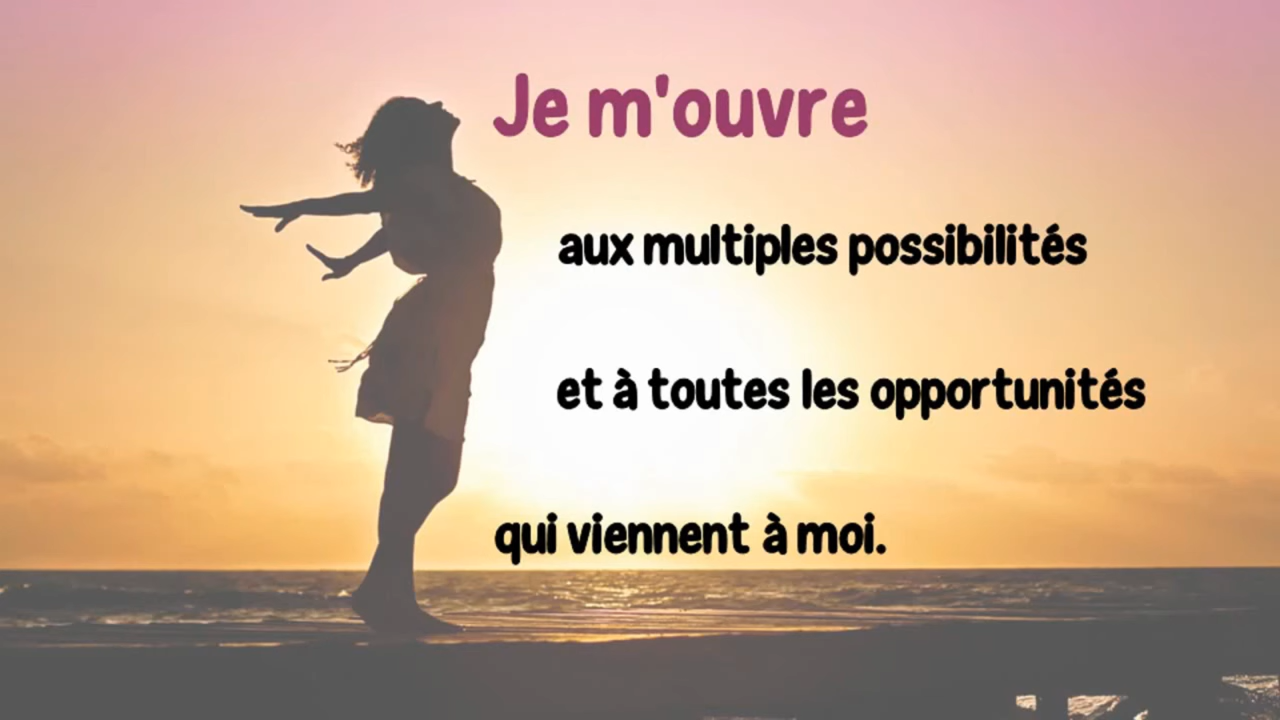 Je m'ouvre
aux multiples possibilités
et à toutes les opportunités
qui viennent à moi.